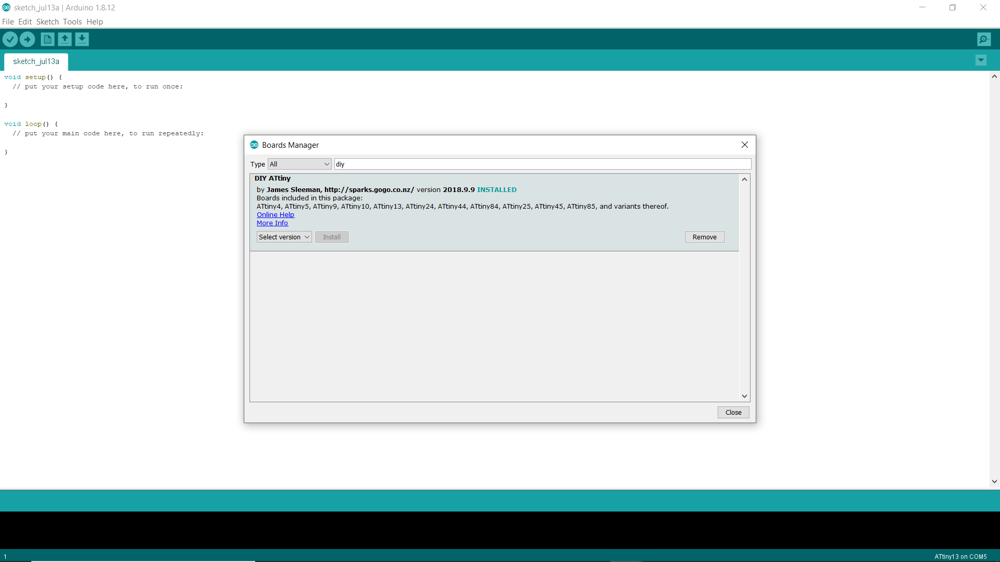 sketch_jul13a | Arduino 1.8.12
File Edit Sketch Tools Help
sketch_jul13a
void setup() {
  // put your setup code here, to run once:
}
void loop() {
  // put your main code here, to run repeatedly:
}
Boards Manager
Type All diy
DIY ATtiny
by James Sleeman, http://sparks.gogo.co.nz/ version 2018.9.9 INSTALLED
Boards included in this package:
ATtiny4, ATtiny5, ATtiny9, ATtiny10, ATtiny13, ATtiny24, ATtiny44, ATtiny84, ATtiny25, ATtiny45, ATtiny85, and variants thereof.
Online Help
More Info
Select version Install Remove
Close
1 ATtiny13 on COM5